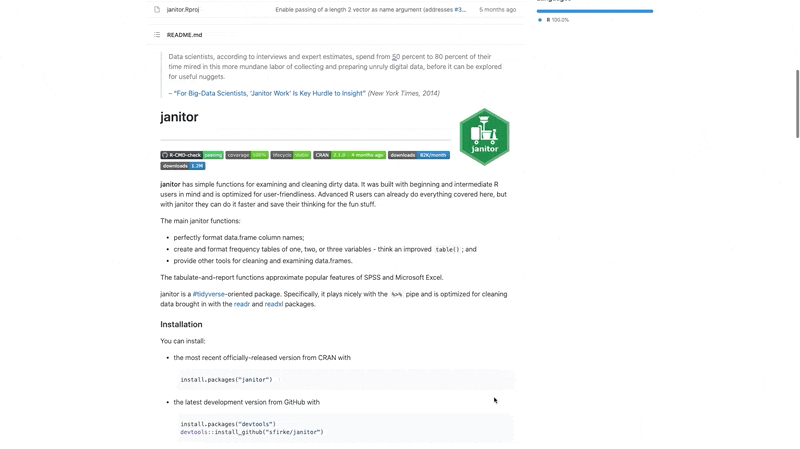 janitor.Rproj Enable passing of a length 2 vector as name argument (addresses #3... 5 months ago
R 100.0%
README.md
Data scientists, according to interviews and expert estimates, spend from 50 percent to 80 percent of their
time mired in this more mundane labor of collecting and preparing unruly digital data, before it can be explored
for useful nuggets.
– "For Big-Data Scientists, 'Janitor Work' Is Key Hurdle to Insight" (New York Times, 2014)
janitor
janitor
R-CMD-check passing coverage 100% lifecycle stable CRAN 2.1.0 – 4 months ago downloads 82K/month
downloads 1.2M
janitor has simple functions for examining and cleaning dirty data. It was built with beginning and intermediate R
users in mind and is optimized for user-friendliness. Advanced R users can already do everything covered here, but
with janitor they can do it faster and save their thinking for the fun stuff.
The main janitor functions:
• perfectly format data.frame column names;
• create and format frequency tables of one, two, or three variables - think an improved table() ; and
• provide other tools for cleaning and examining data.frames.
The tabulate-and-report functions approximate popular features of SPSS and Microsoft Excel.
janitor is a #tidyverse-oriented package. Specifically, it plays nicely with the %>% pipe and is optimized for cleaning
data brought in with the readr and readxl packages.
Installation
You can install:
• the most recent officially-released version from CRAN with
install.packages("janitor")
• the latest development version from GitHub with
install.packages("devtools")
devtools::install_github("sfirke/janitor")